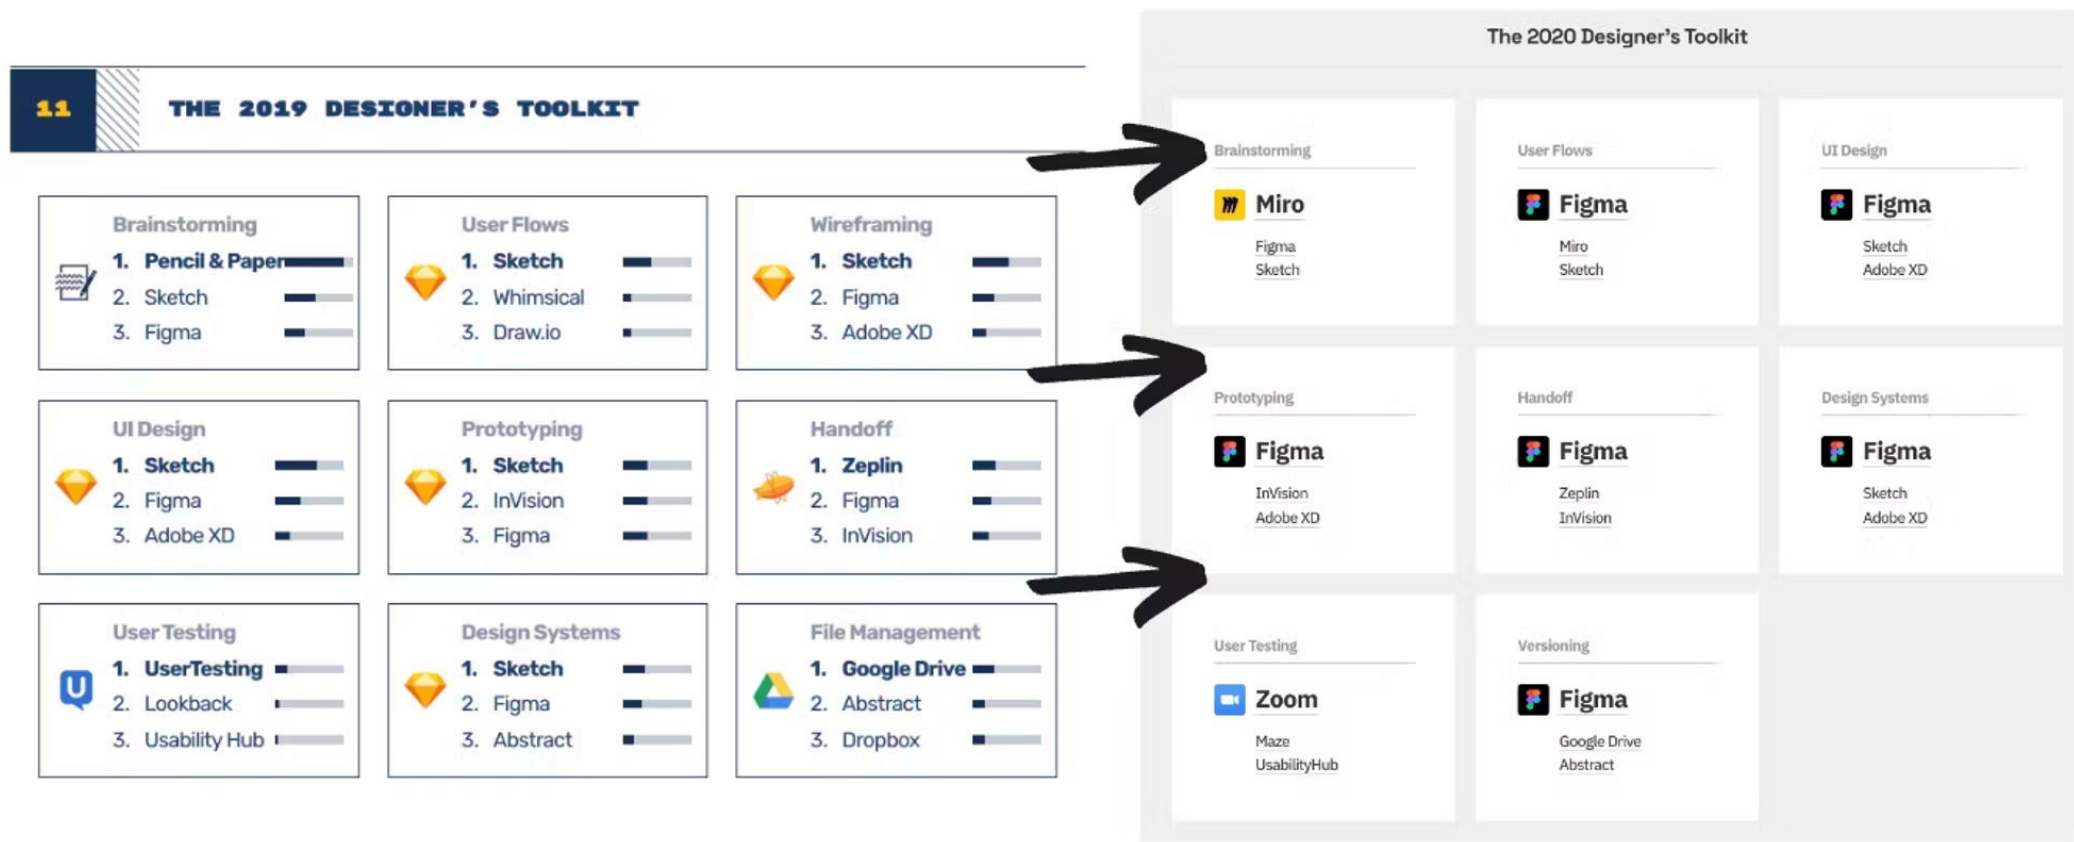 11
THE 2019 DESIGNER'S TOOLKIT
Brainstorming
1. Pencil & Paper
2. Sketch
3. Figma
User Flows
1. Sketch
2. Whimsical
3. Draw.io
Wireframing
1. Sketch
2. Figma
3. Adobe XD
UI Design
1. Sketch
2. Figma
3. Adobe XD
Prototyping
1. Sketch
2. InVision
3. Figma
Handoff
1. Zeplin
2. Figma
3. InVision
User Testing
1. UserTesting
2. Lookback
3. Usability Hub
Design Systems
1. Sketch
2. Figma
3. Abstract
File Management
1. Google Drive
2. Abstract
3. Dropbox
The 2020 Designer's Toolkit
Brainstorming
Miro
Figma
Sketch
User Flows
Figma
Miro
Sketch
UI Design
Figma
Sketch
Adobe XD
Prototyping
Figma
InVision
Adobe XD
Handoff
Figma
Zeplin
InVision
Design Systems
Figma
Sketch
Adobe XD
User Testing
Zoom
Maze
UsabilityHub
Versioning
Figma
Google Drive
Abstract